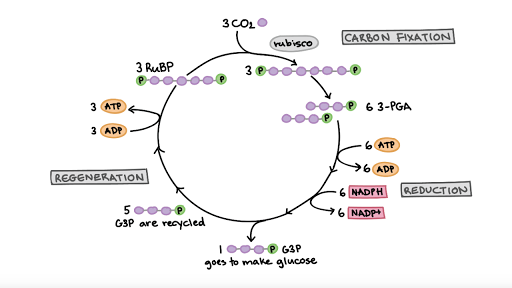 3 CO2
rubisco
CARBON FIXATION
3 RuBP
P P
3 P P
P 6 3-PGA
P
3 ATP
3 ADP
6 ATP
6 ADP
REGENERATION
6 NADPH
REDUCTION
6 NADP+
5 P
G3P are recycled
1 P G3P
goes to make glucose